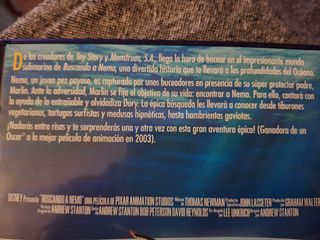 De los creadores de Toy Story y Monstruos, S.A., llega la hora de bucear en el impresionante mundo
submarino de Buscando a Nemo, una divertida historia que te llevará a las profundidades del Océano.
Nemo, un joven pez payaso, es capturado por unos buceadores en presencia de su súper protector padre,
Marlin. Ante la adversidad, Marlin se fija el objetivo de su vida: encontrar a Nemo. Para ello, contará con
la ayuda de la entrañable y olvidadiza Dory. La épica búsqueda les llevará a conocer desde tiburones
vegetarianos, tortugas surfistas y medusas hipnóticas, hasta hambrientas gaviotas.
¡Nadarás entre risas y te sorprenderás una y otra vez con esta gran aventura épica! (Ganadora de un
Oscar® a la mejor película de animación en 2003).
DISNEY Presenta "BUSCANDO A NEMO" UNA PELÍCULA DE PIXAR ANIMATION STUDIOS THOMAS NEWMAN JOHN LASSETER GRAHAM WALTER
ANDREW STANTON ANDREW STANTON BOB PETERSON DAVID REYNOLDS LEE UNKRICH ANDREW STANTON